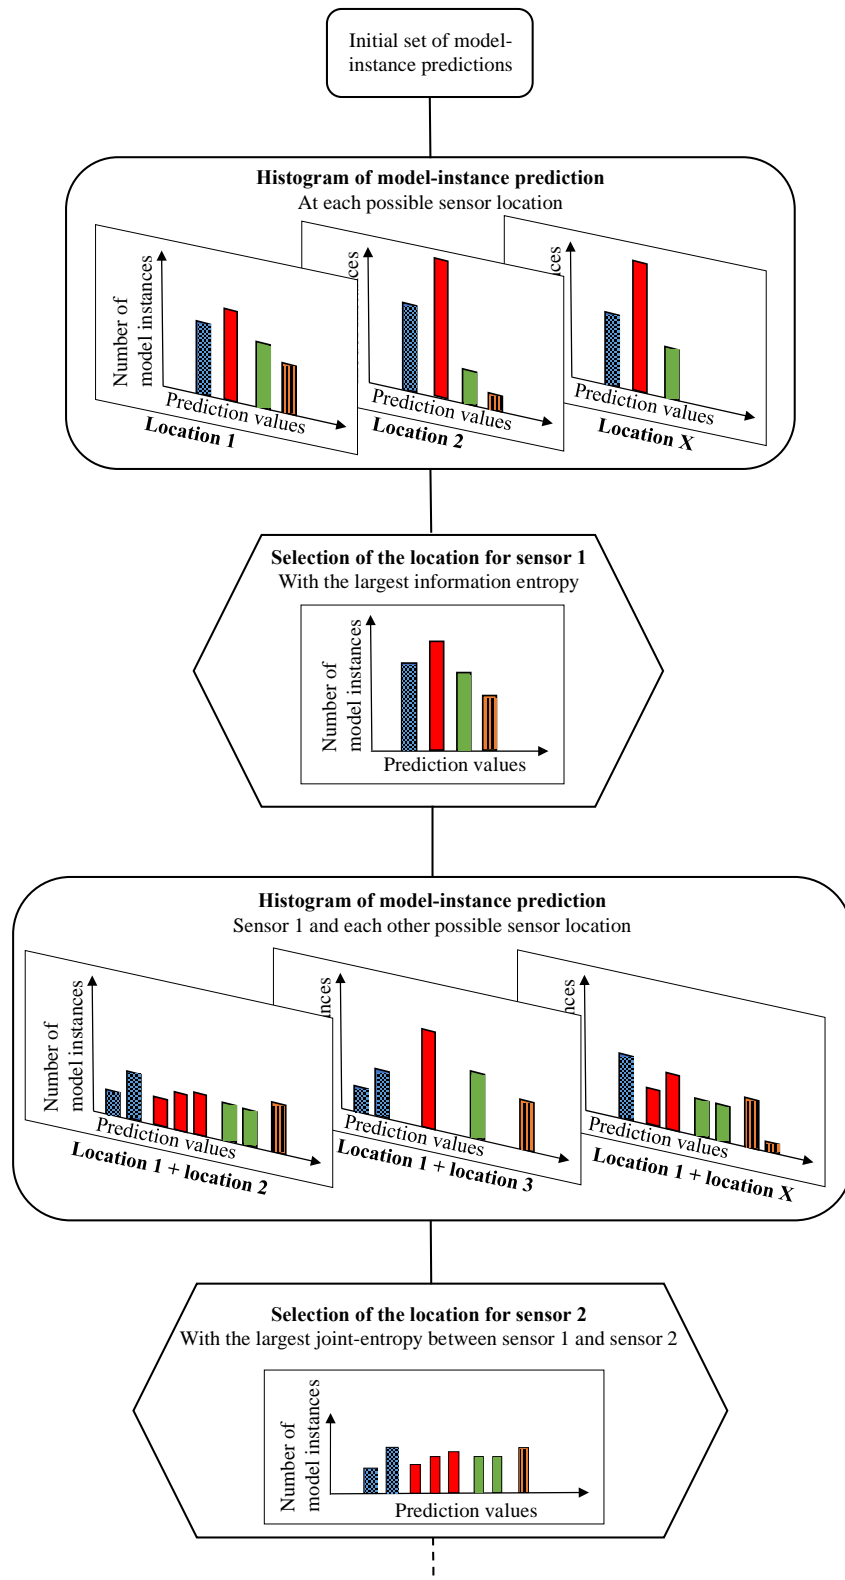 Initial set of model-
instance predictions
Histogram of model-instance prediction
At each possible sensor location
Number of
model instances
Prediction values
Location 1
Prediction values
Location 2
Prediction values
Location X
Selection of the location for sensor 1
With the largest information entropy
Number of
model instances
Prediction values
Histogram of model-instance prediction
Sensor 1 and each other possible sensor location
Number of
model instances
Prediction values
Location 1 + location 2
Prediction values
Location 1 + location 3
Prediction values
Location 1 + location X
Selection of the location for sensor 2
With the largest joint-entropy between sensor 1 and sensor 2
Number of
model instances
Prediction values